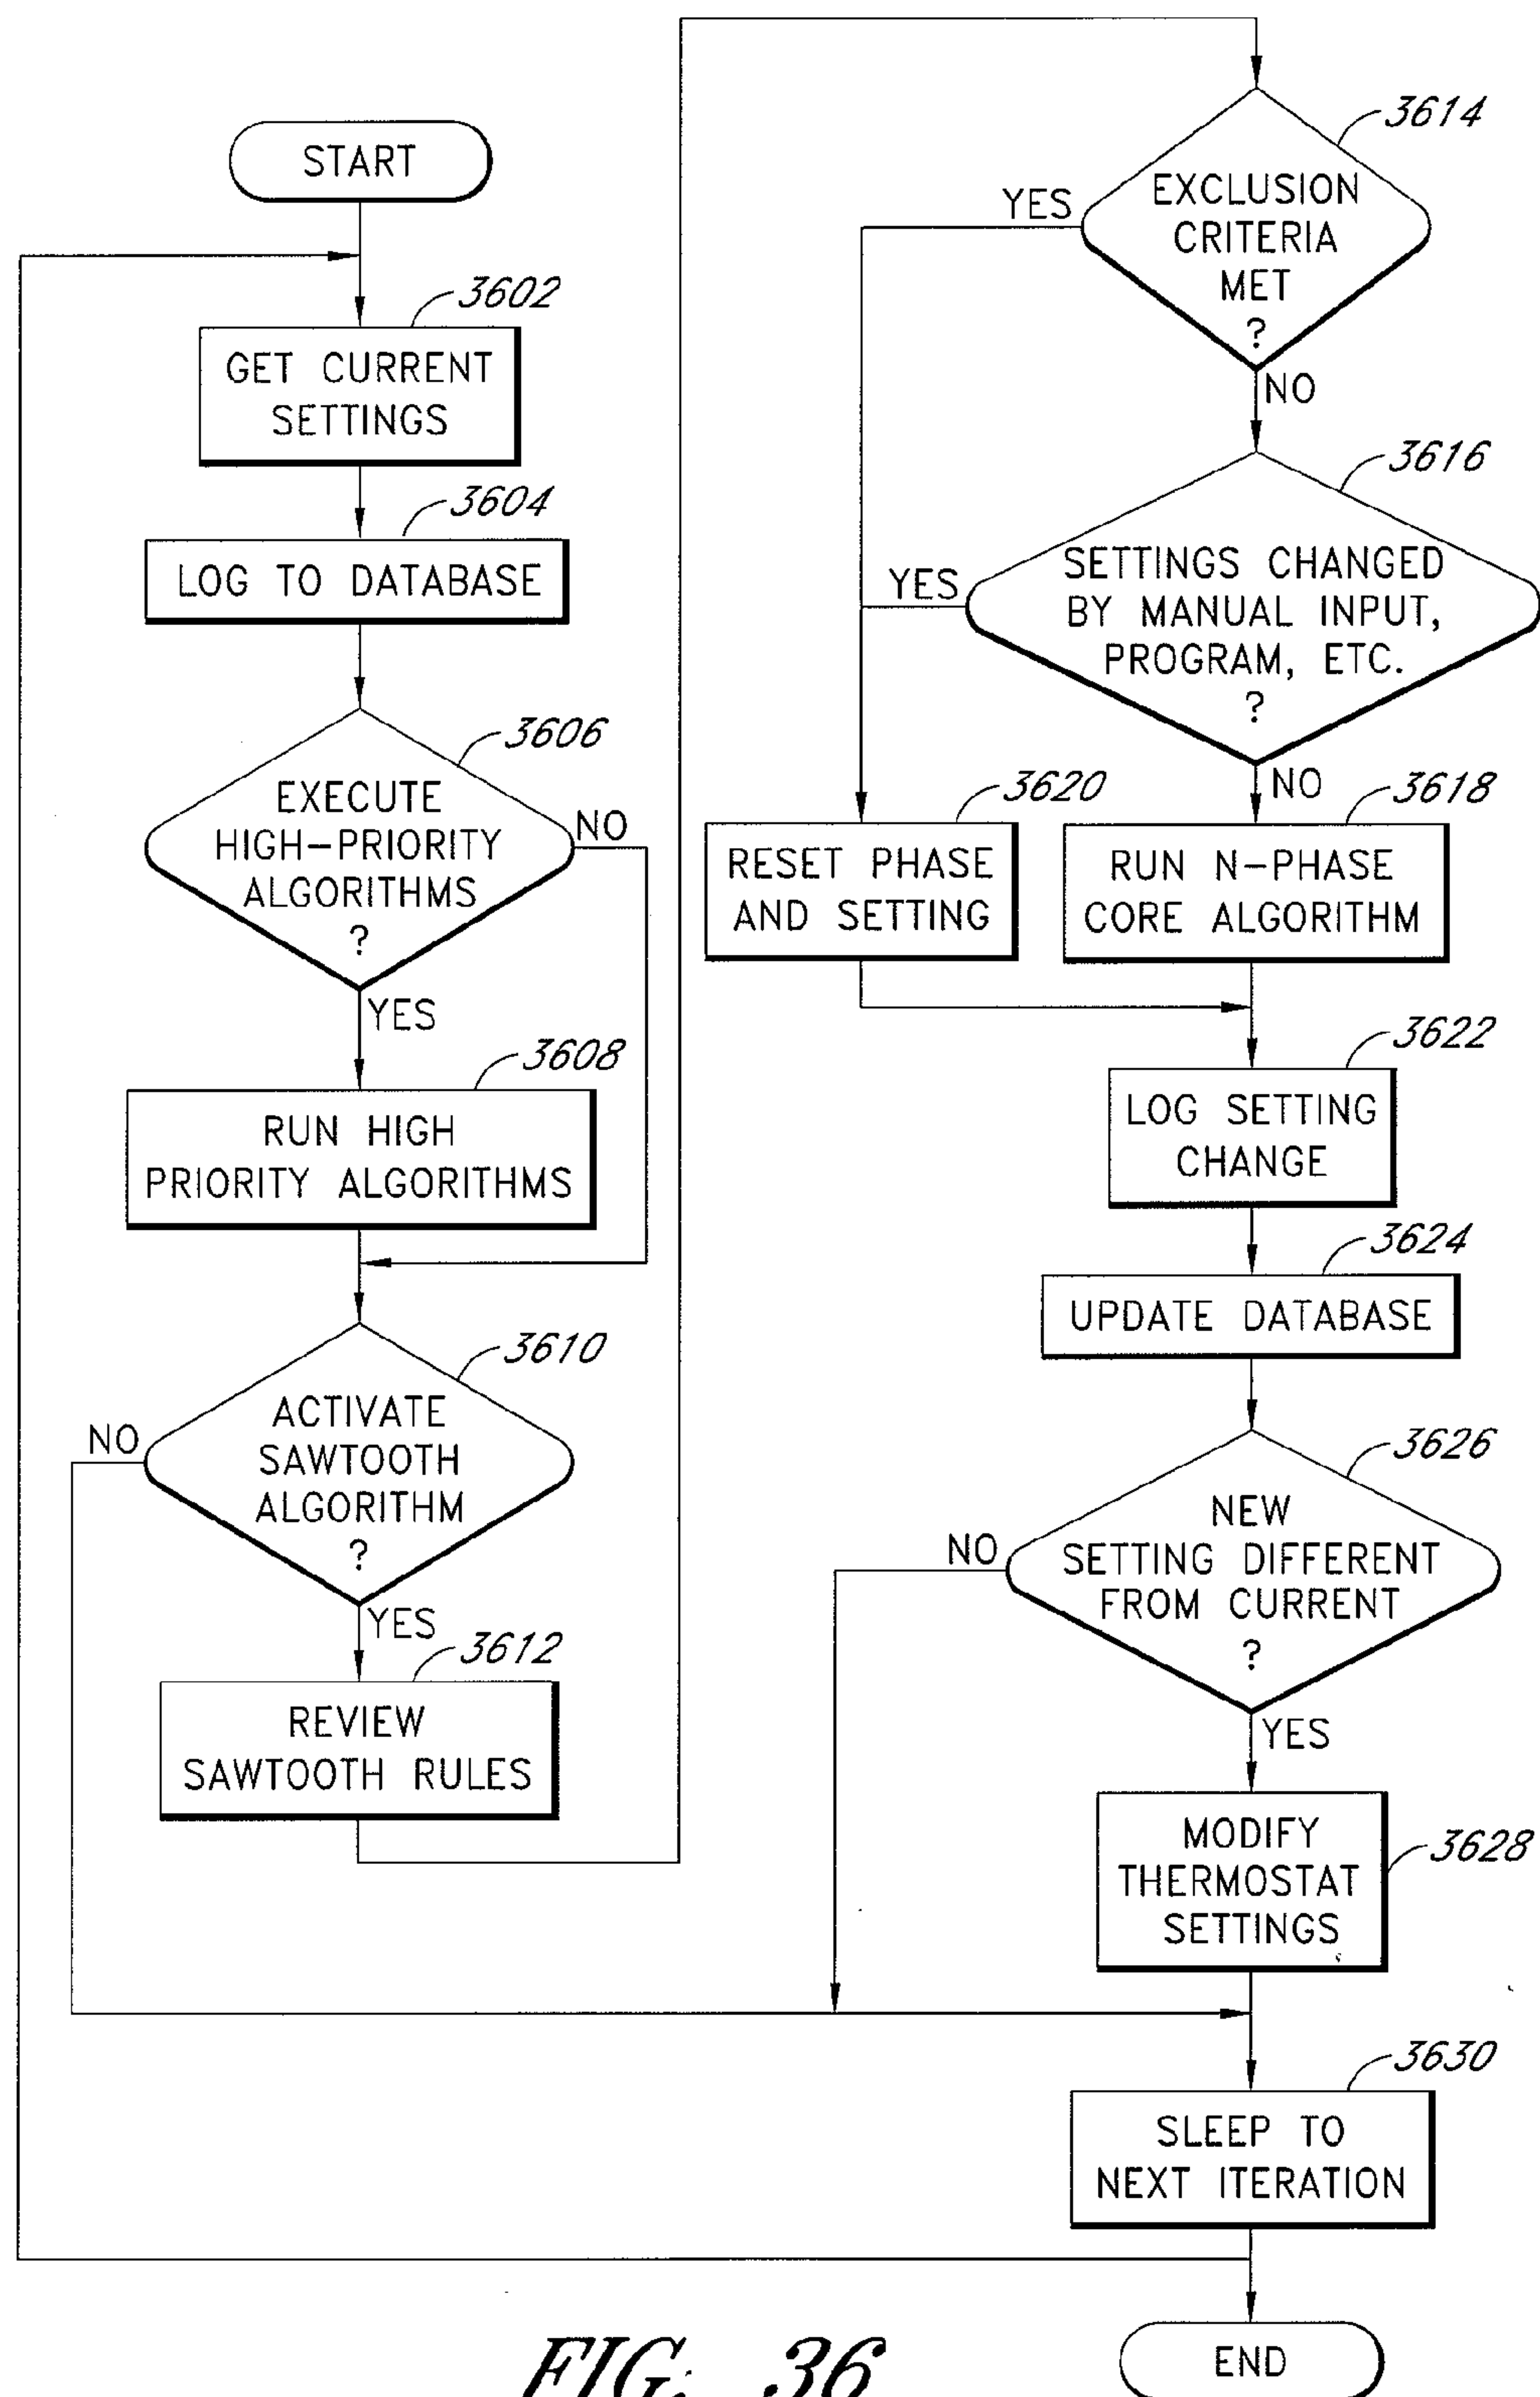 START
3602
GET CURRENT
SETTINGS
3604
LOG TO DATABASE
3606
EXECUTE
HIGH-PRIORITY
ALGORITHMS
?
NO
YES
3608
RUN HIGH
PRIORITY ALGORITHMS
3610
ACTIVATE
SAWTOOTH
ALGORITHM
?
NO
YES
3612
REVIEW
SAWTOOTH RULES
3614
EXCLUSION
CRITERIA
MET
?
YES
NO
3616
SETTINGS CHANGED
BY MANUAL INPUT,
PROGRAM, ETC.
?
YES
NO
3620
RESET PHASE
AND SETTING
3618
RUN N-PHASE
CORE ALGORITHM
3622
LOG SETTING
CHANGE
3624
UPDATE DATABASE
3626
NEW
SETTING DIFFERENT
FROM CURRENT
?
NO
YES
3628
MODIFY
THERMOSTAT
SETTINGS
3630
SLEEP TO
NEXT ITERATION
END
FIG. 36